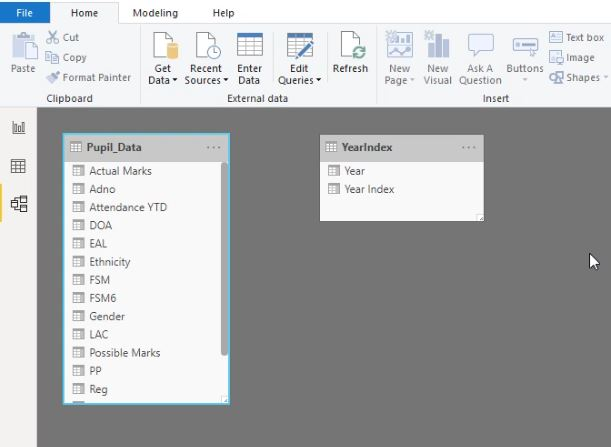 File Home Modeling Help
Paste
Cut
Copy
Format Painter
Clipboard
Get Data
Recent Sources
Enter Data
Edit Queries
Refresh
External data
New Page
New Visual
Ask A Question
Buttons
Text box
Image
Shapes
Insert
Pupil_Data ...
Actual Marks
Adno
Attendance YTD
DOA
EAL
Ethnicity
FSM
FSM6
Gender
LAC
Possible Marks
PP
Reg
YearIndex ...
Year
Year Index